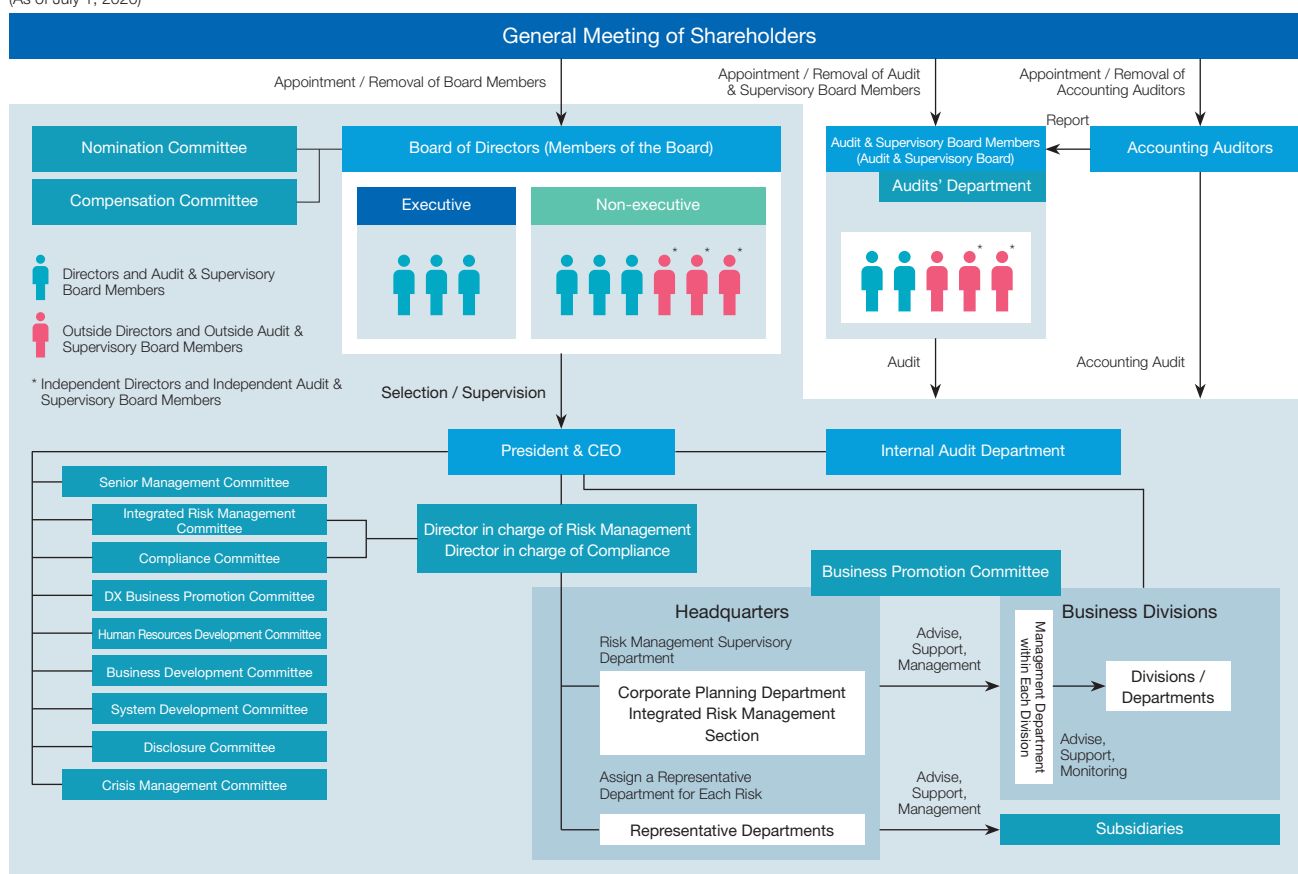 (As of July 1, 2020)
General Meeting of Shareholders
Appointment / Removal of Board Members
Appointment / Removal of Audit
& Supervisory Board Members
Appointment / Removal of
Accounting Auditors
Report
Nomination Committee
Compensation Committee
Board of Directors (Members of the Board)
Executive
Non-executive
* * *
Audit & Supervisory Board Members
(Audit & Supervisory Board)
Audits' Department
* *
Accounting Auditors
Directors and Audit & Supervisory
Board Members
Outside Directors and Outside Audit &
Supervisory Board Members
* Independent Directors and Independent Audit &
Supervisory Board Members
Selection / Supervision
Audit
Accounting Audit
President & CEO
Internal Audit Department
Senior Management Committee
Integrated Risk Management
Committee
Compliance Committee
DX Business Promotion Committee
Human Resources Development Committee
Business Development Committee
System Development Committee
Disclosure Committee
Crisis Management Committee
Director in charge of Risk Management
Director in charge of Compliance
Business Promotion Committee
Headquarters
Risk Management Supervisory
Department
Corporate Planning Department
Integrated Risk Management
Section
Assign a Representative
Department for Each Risk
Representative Departments
Advise,
Support,
Management
Advise,
Support,
Management
Business Divisions
Management Department
within Each Division
Divisions /
Departments
Advise,
Support,
Monitoring
Subsidiaries